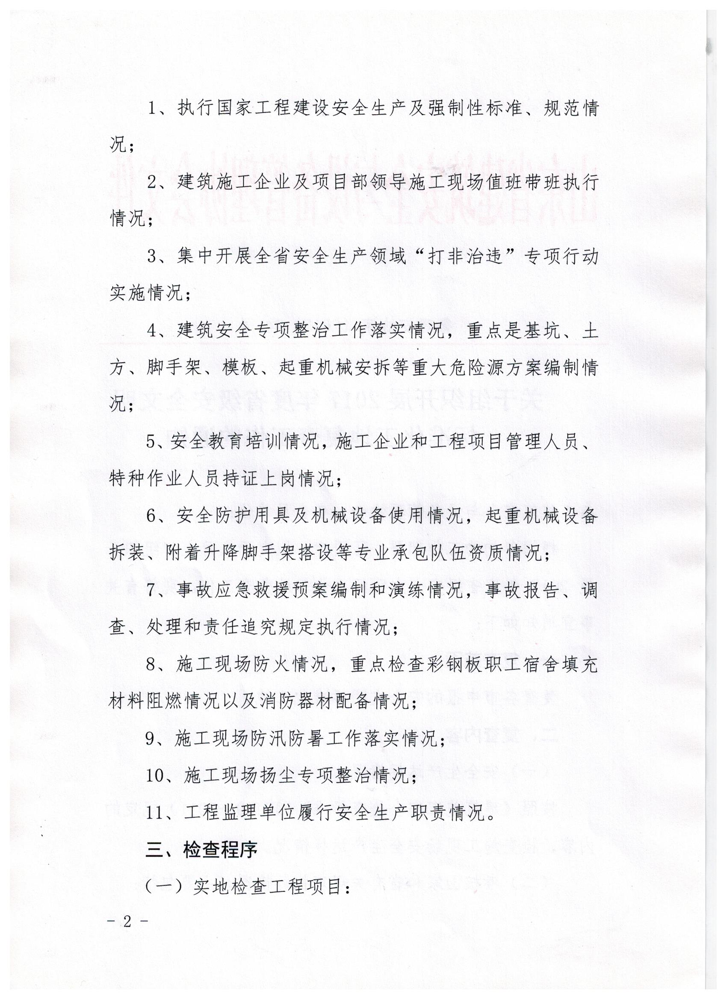 1、执行国家工程建设安全生产及强制性标准、规范情
况；
2、建筑施工企业及项目部领导施工现场值班带班执行
情况；
3、集中开展全省安全生产领域“打非治违”专项行动
实施情况；
4、建筑安全专项整治工作落实情况，重点是基坑、土
方、脚手架、模板、起重机械安拆等重大危险源方案编制情
况；
5、安全教育培训情况，施工企业和工程项目管理人员、
特种作业人员持证上岗情况；
6、安全防护用具及机械设备使用情况，起重机械设备
拆装、附着升降脚手架搭设等专业承包队伍资质情况；
7、事故应急救援预案编制和演练情况，事故报告、调
查、处理和责任追究规定执行情况；
8、施工现场防火情况，重点检查彩钢板职工宿舍填充
材料阻燃情况以及消防器材配备情况；
9、施工现场防汛防暑工作落实情况；
10、施工现场扬尘专项整治情况；
11、工程监理单位履行安全生产职责情况。
三、检查程序
（一）实地检查工程项目：
- 2 -